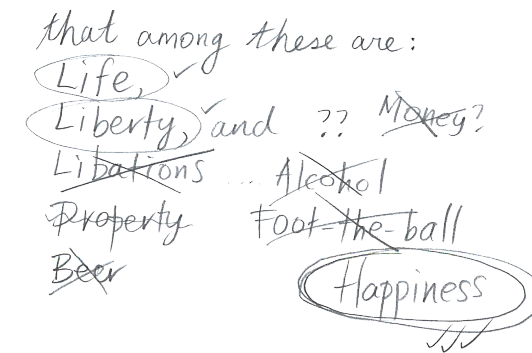 that among these are:
Life,
Liberty, and ?? Money?
Libations .... Alcohol
Property Foot-the-ball
Beer
Happiness